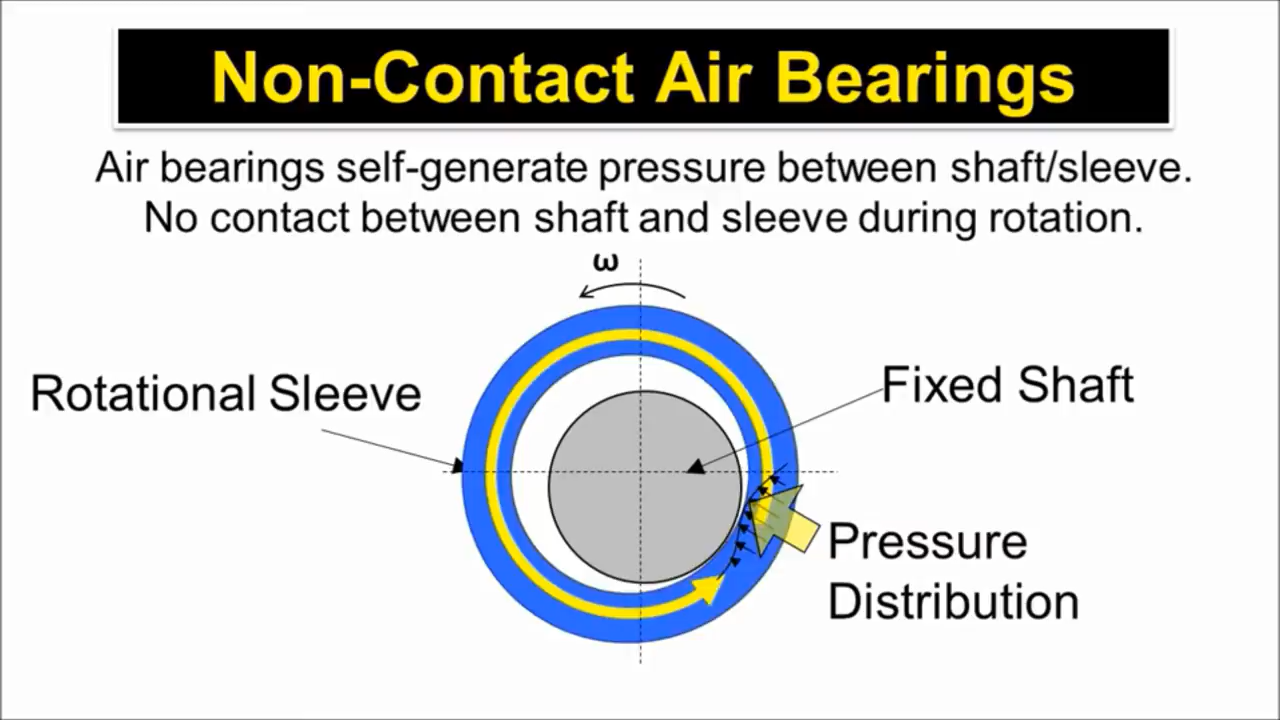 Non-Contact Air Bearings
Air bearings self-generate pressure between shaft/sleeve.
No contact between shaft and sleeve during rotation.
ω
Rotational Sleeve
Fixed Shaft
Pressure
Distribution